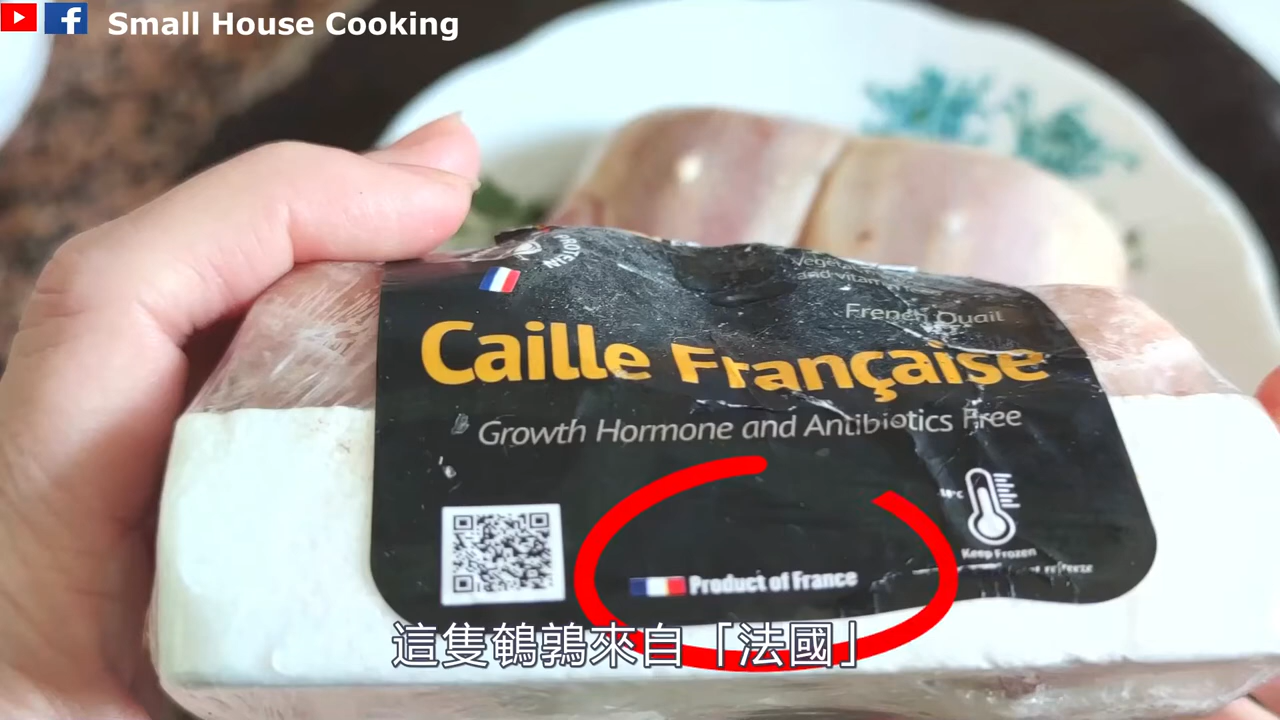 Small House Cooking
PROTEIN
French Quail
Caille Française
Growth Hormone and Antibiotics Free
Keep Frozen
Product of France
這隻鵪鶉來自「法國」